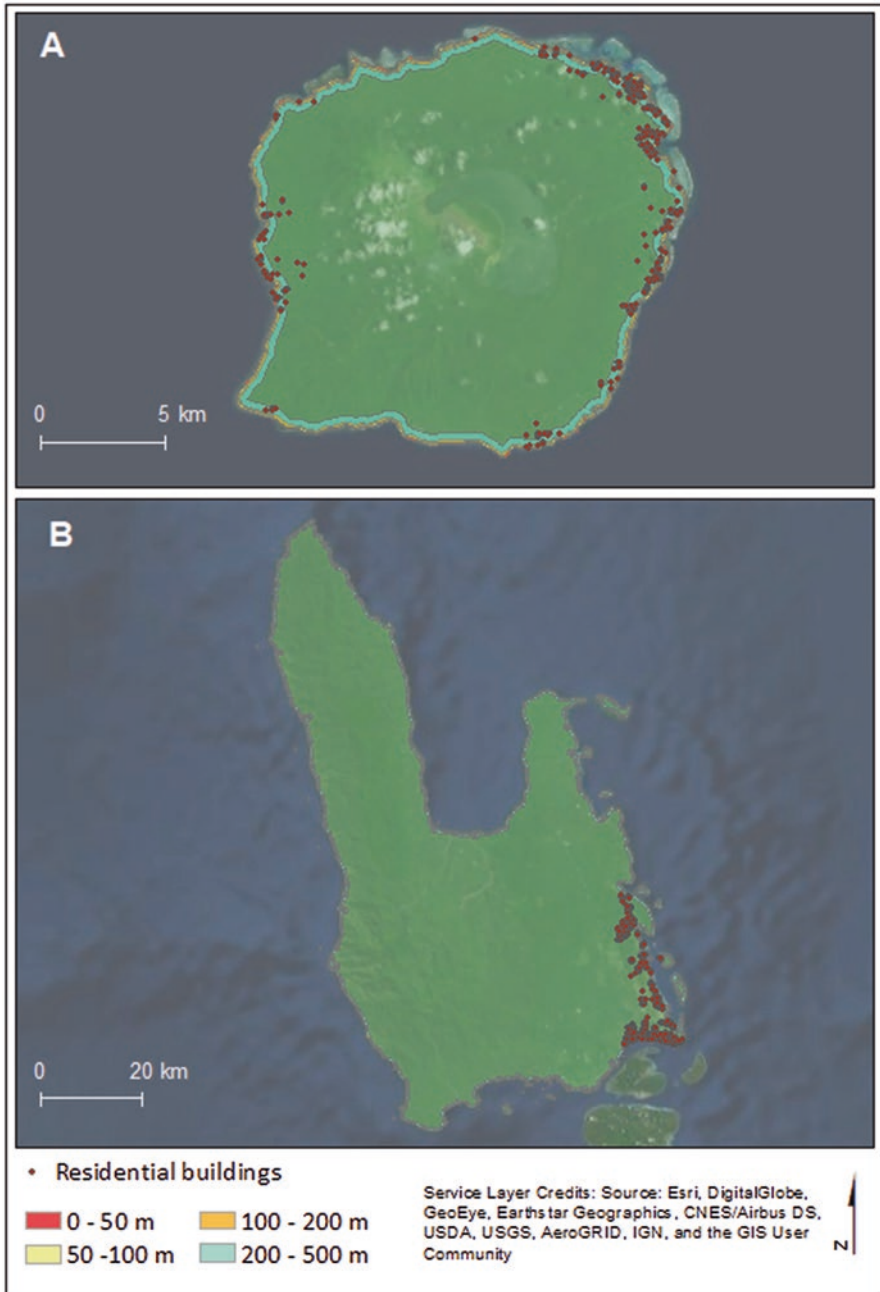 A
0 5 km
B
0 20 km
Residential buildings
0 - 50 m
100 - 200 m
50 -100 m
200 - 500 m
Service Layer Credits: Source: Esri, DigitalGlobe,
GeoEye, Earthstar Geographics, CNES/Airbus DS,
USDA, USGS, AeroGRID, IGN, and the GIS User
Community
N